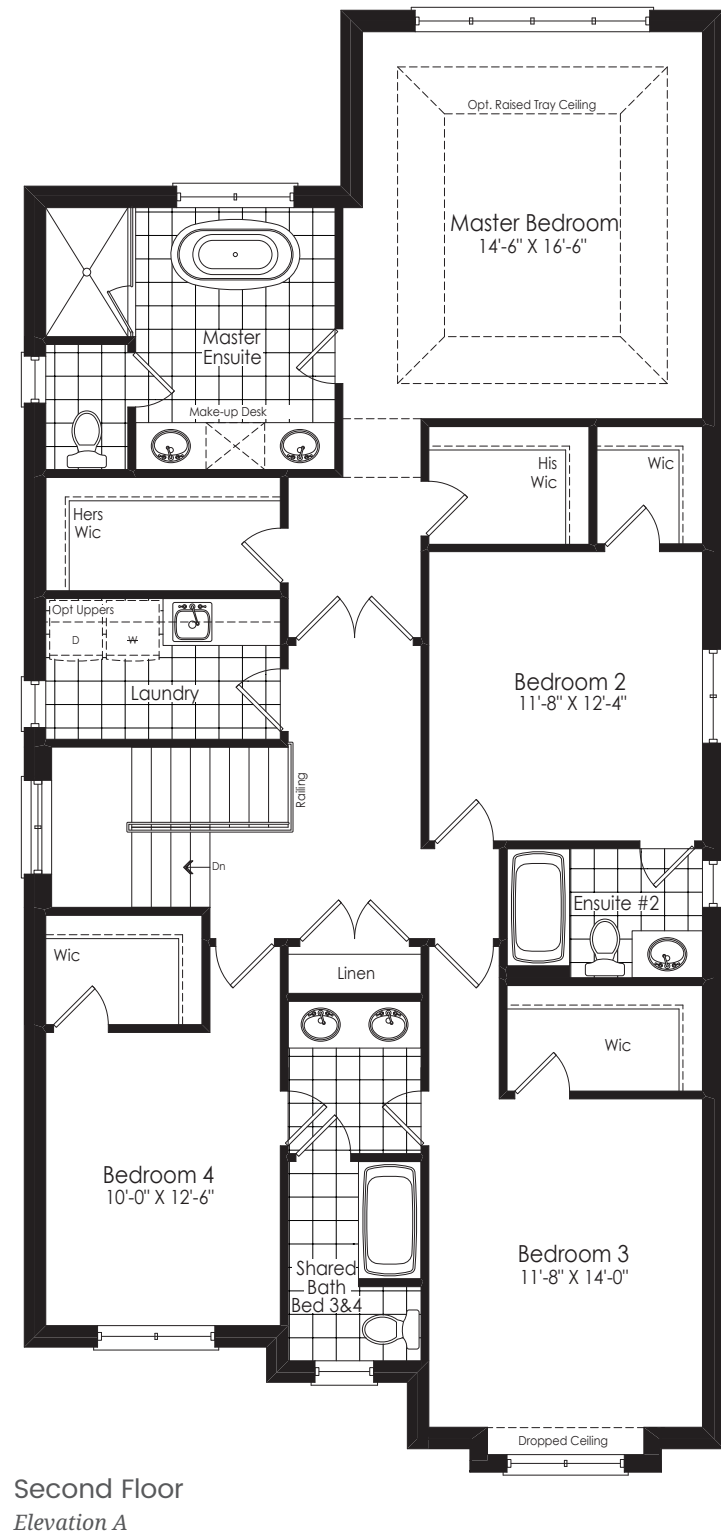 Opt. Raised Tray Ceiling
Master Bedroom
14'-6" X 16'-6"
Master
Ensuite
Make-up Desk
His
Wic
Wic
Hers
Wic
Opt Uppers
D
W
Laundry
Bedroom 2
11'-8" X 12'-4"
Railing
Dn
Ensuite #2
Wic
Linen
Wic
Bedroom 4
10'-0" X 12'-6"
Bedroom 3
11'-8" X 14'-0"
Shared
Bath
Bed 3&4
Dropped Ceiling
Second Floor
Elevation A